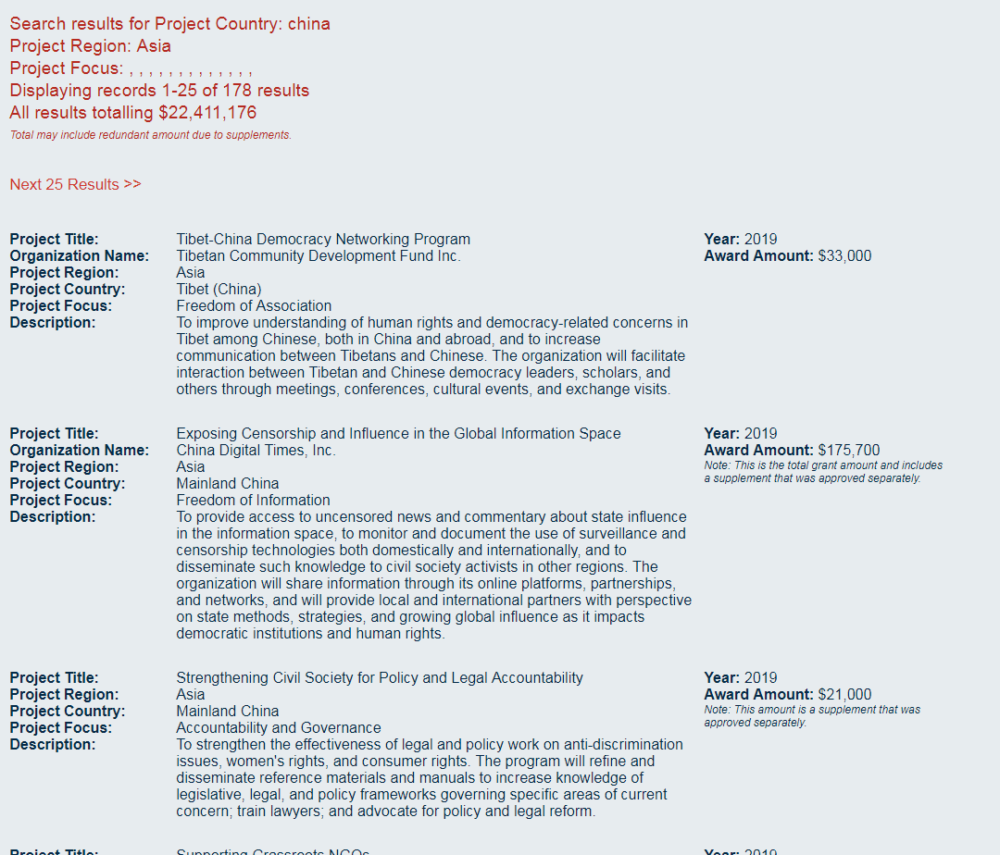 Search results for Project Country: china
Project Region: Asia
Project Focus: , , , , , , , , , , , , ,
Displaying records 1-25 of 178 results
All results totalling $22,411,176
Total may include redundant amount due to supplements.
Next 25 Results >>
Project Title: Tibet-China Democracy Networking Program Year: 2019
Organization Name: Tibetan Community Development Fund Inc. Award Amount: $33,000
Project Region: Asia
Project Country: Tibet (China)
Project Focus: Freedom of Association
Description: To improve understanding of human rights and democracy-related concerns in
Tibet among Chinese, both in China and abroad, and to increase
communication between Tibetans and Chinese. The organization will facilitate
interaction between Tibetan and Chinese democracy leaders, scholars, and
others through meetings, conferences, cultural events, and exchange visits.
Project Title: Exposing Censorship and Influence in the Global Information Space Year: 2019
Organization Name: China Digital Times, Inc. Award Amount: $175,700
Project Region: Asia Note: This is the total grant amount and includes
Project Country: Mainland China a supplement that was approved separately.
Project Focus: Freedom of Information
Description: To provide access to uncensored news and commentary about state influence
in the information space, to monitor and document the use of surveillance and
censorship technologies both domestically and internationally, and to
disseminate such knowledge to civil society activists in other regions. The
organization will share information through its online platforms, partnerships,
and networks, and will provide local and international partners with perspective
on state methods, strategies, and growing global influence as it impacts
democratic institutions and human rights.
Project Title: Strengthening Civil Society for Policy and Legal Accountability Year: 2019
Project Region: Asia Award Amount: $21,000
Project Country: Mainland China Note: This amount is a supplement that was
Project Focus: Accountability and Governance approved separately.
Description: To strengthen the effectiveness of legal and policy work on anti-discrimination
issues, women's rights, and consumer rights. The program will refine and
disseminate reference materials and manuals to increase knowledge of
legislative, legal, and policy frameworks governing specific areas of current
concern; train lawyers; and advocate for policy and legal reform.
Project Title: Supporting Grassroots NGOs Year: 2019